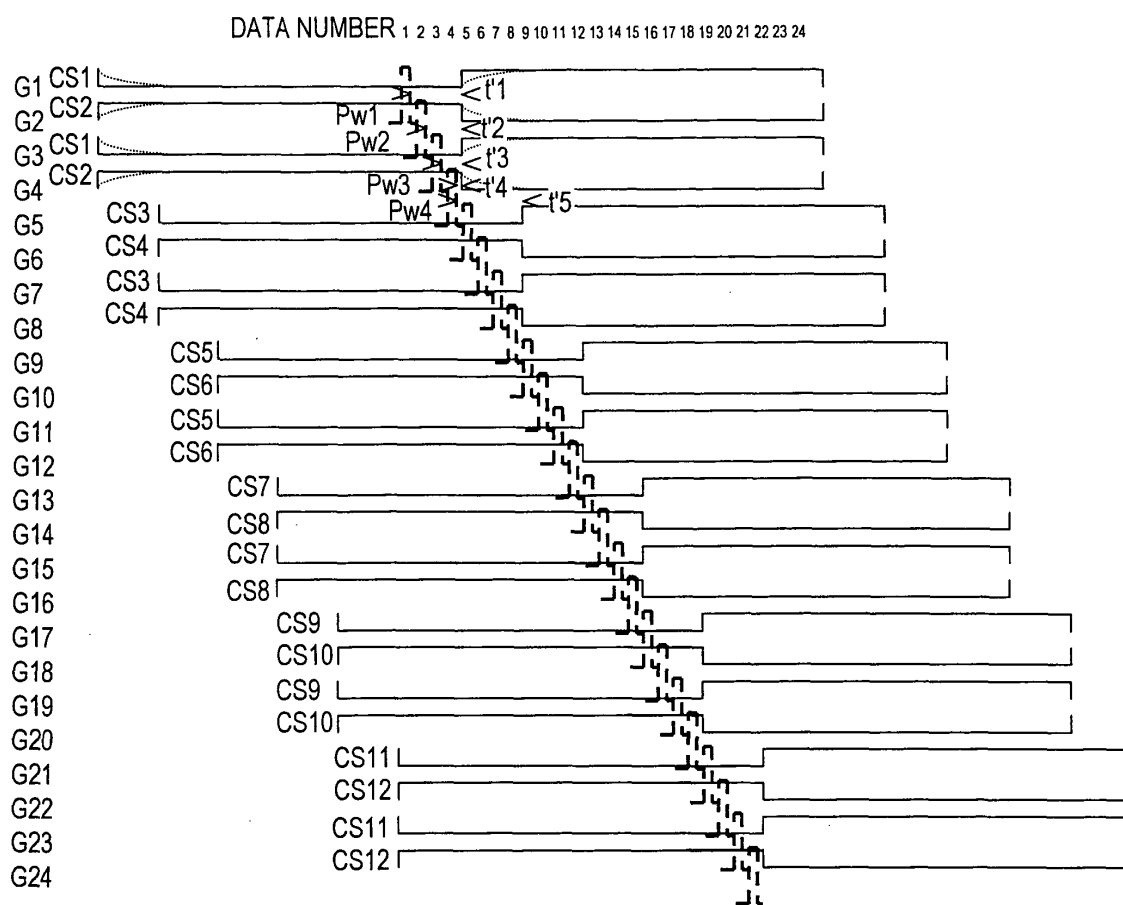 DATA NUMBER 1 2 3 4 5 6 7 8 9 10 11 12 13 14 15 16 17 18 19 20 21 22 23 24
G1 CS1 t'1
G2 CS2 Pw1 t'2
G3 CS1 Pw2 t'3
G4 CS2 Pw3 t'4
G5 CS3 Pw4 t'5
G6 CS4
G7 CS3
G8 CS4
G9 CS5
G10 CS6
G11 CS5
G12 CS6
G13 CS7
G14 CS8
G15 CS7
G16 CS8
G17 CS9
G18 CS10
G19 CS9
G20 CS10
G21 CS11
G22 CS12
G23 CS11
G24 CS12